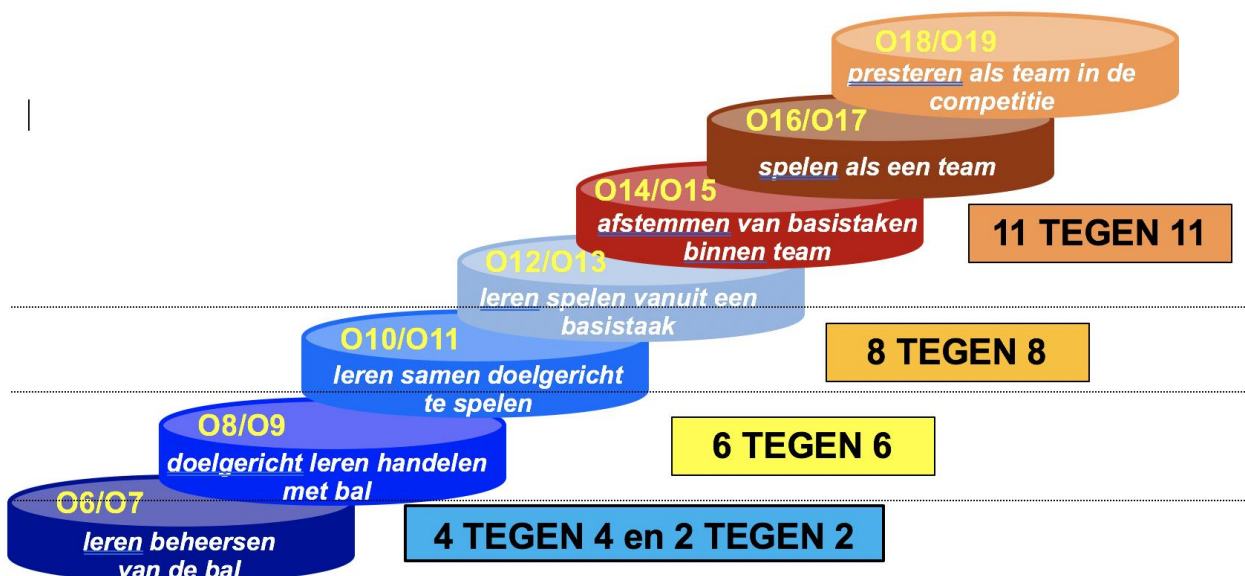 O18/O19
presteren als team in de
competitie
O16/O17
spelen als een team
O14/O15
afstemmen van basistaken
binnen team
11 TEGEN 11
O12/O13
leren spelen vanuit een
basistaak
O10/O11
leren samen doelgericht
te spelen
8 TEGEN 8
O8/O9
doelgericht leren handelen
met bal
6 TEGEN 6
O6/O7
leren beheersen
van de bal
4 TEGEN 4 en 2 TEGEN 2